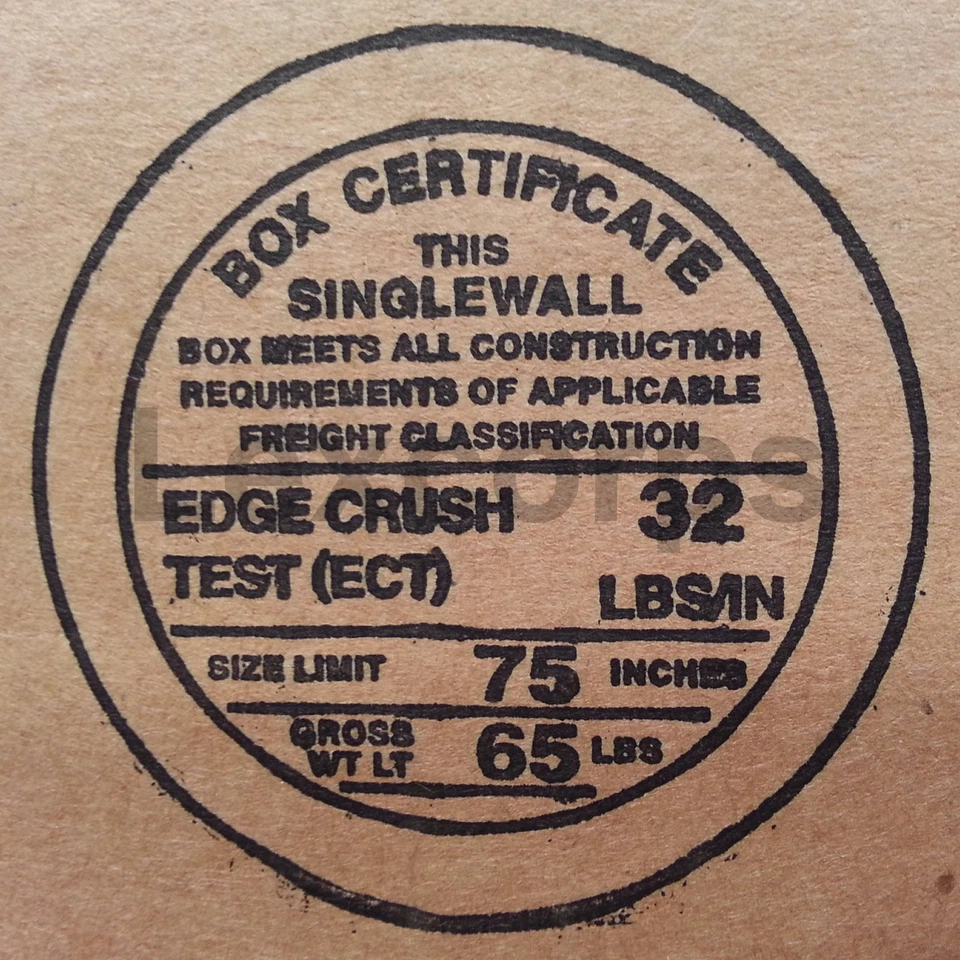 BOX CERTIFICATE
THIS
SINGLEWALL
BOX MEETS ALL CONSTRUCTION
REQUIREMENTS OF APPLICABLE
FREIGHT CLASSIFICATION
Lexcorps
EDGE CRUSH 32
TEST (ECT) LBS/IN
SIZE LIMIT 75 INCHES
GROSS
WT LT 65 LBS